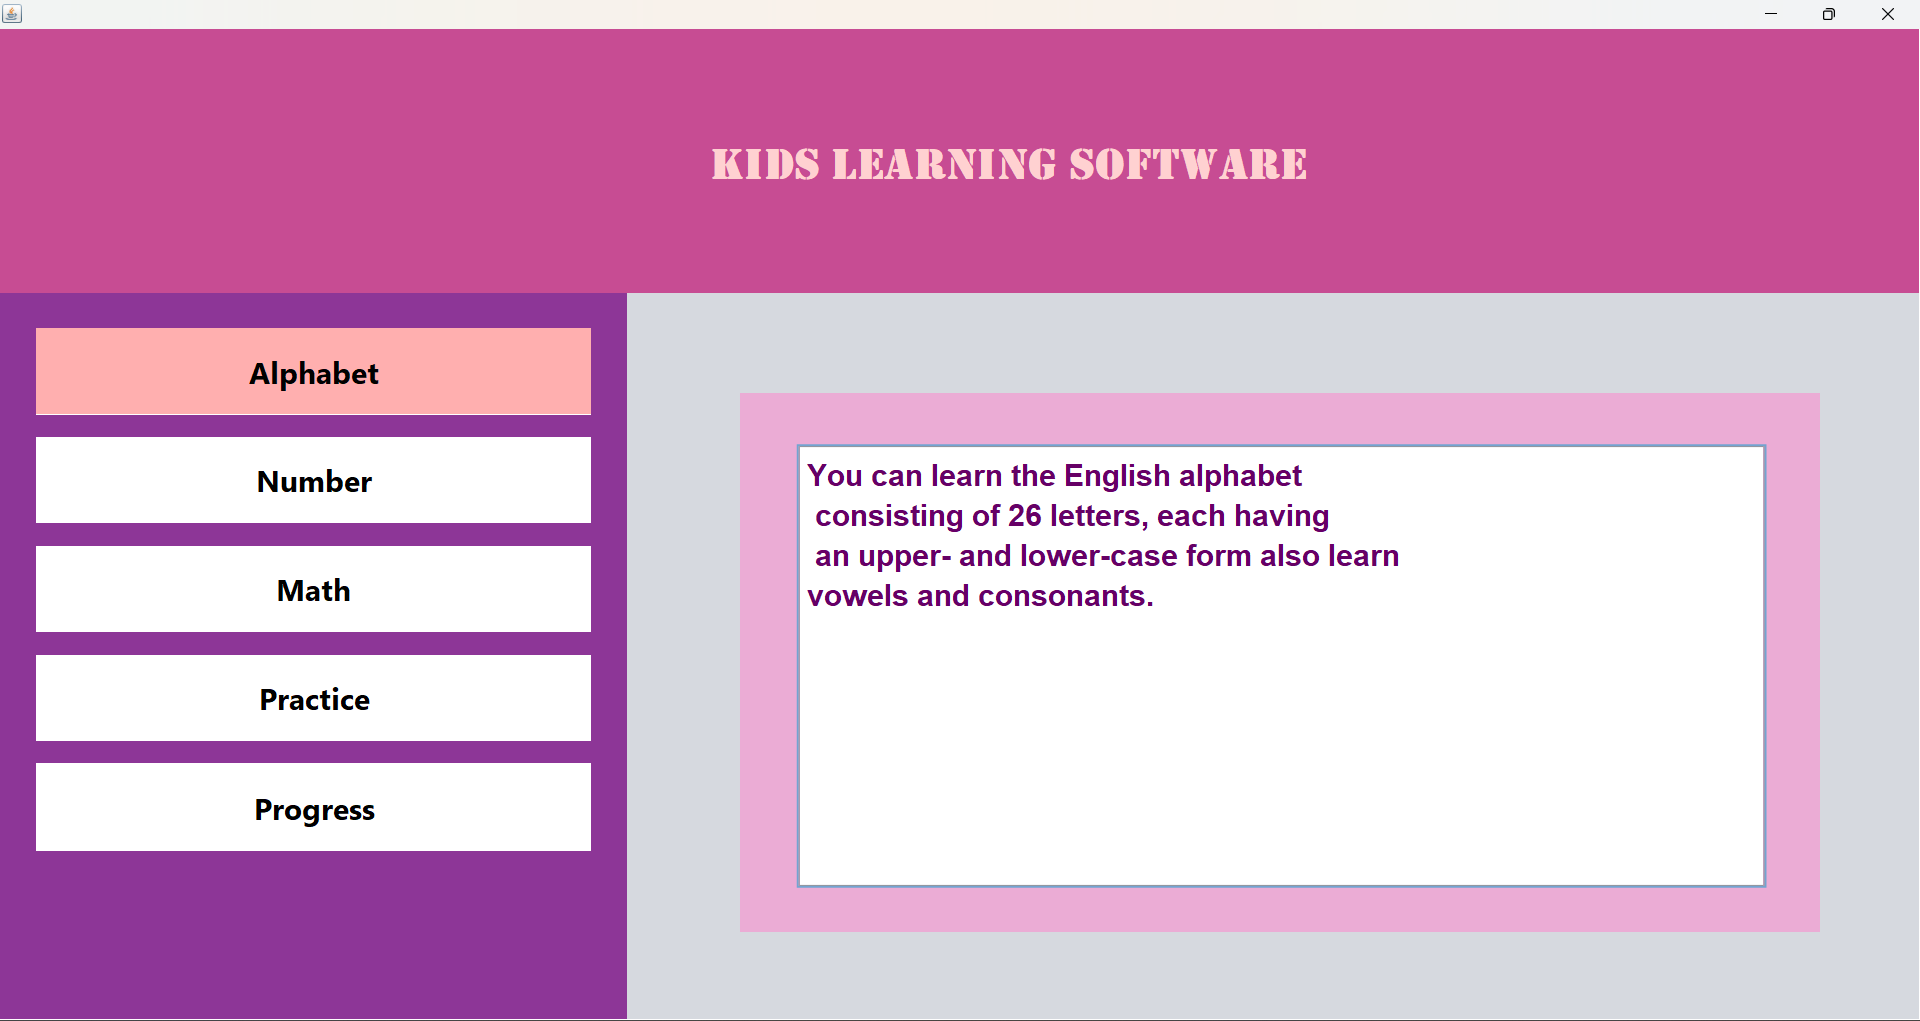 KIDS LEARNING SOFTWARE
Alphabet
Number
Math
Practice
Progress
You can learn the English alphabet
consisting of 26 letters, each having
an upper- and lower-case form also learn
vowels and consonants.